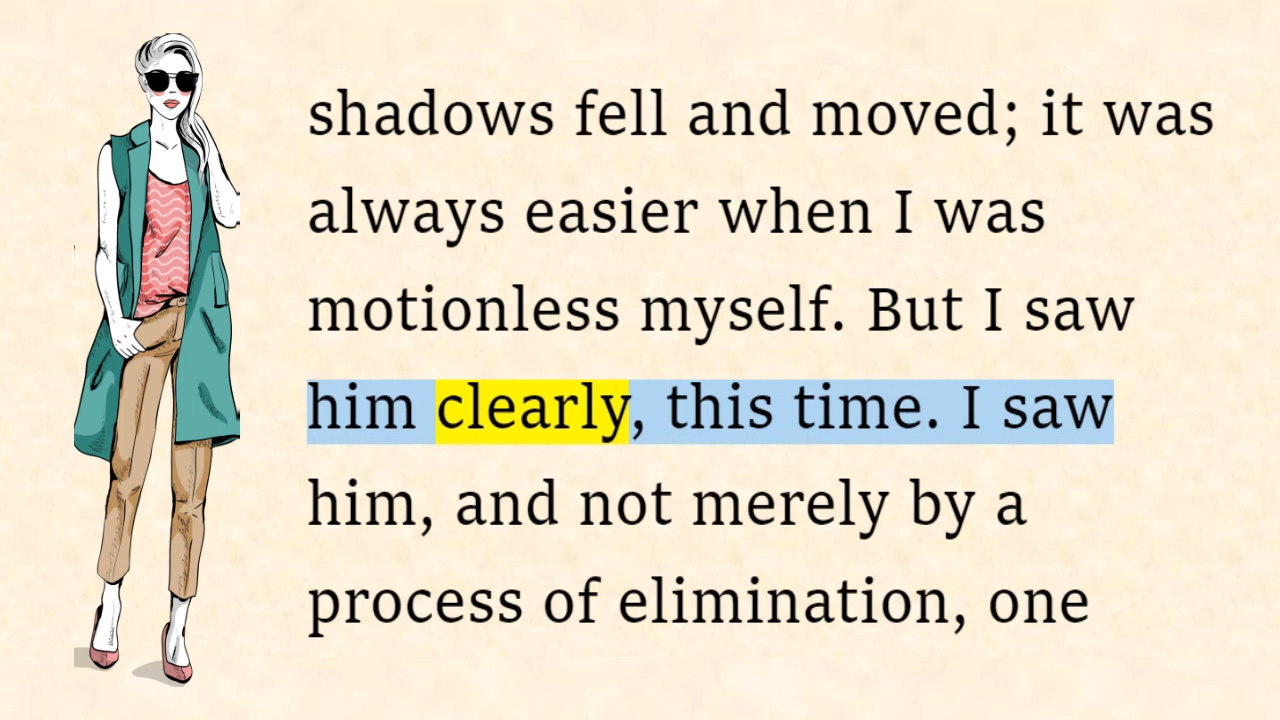 shadows fell and moved; it was
always easier when I was
motionless myself. But I saw
him clearly, this time. I saw
him, and not merely by a
process of elimination, one